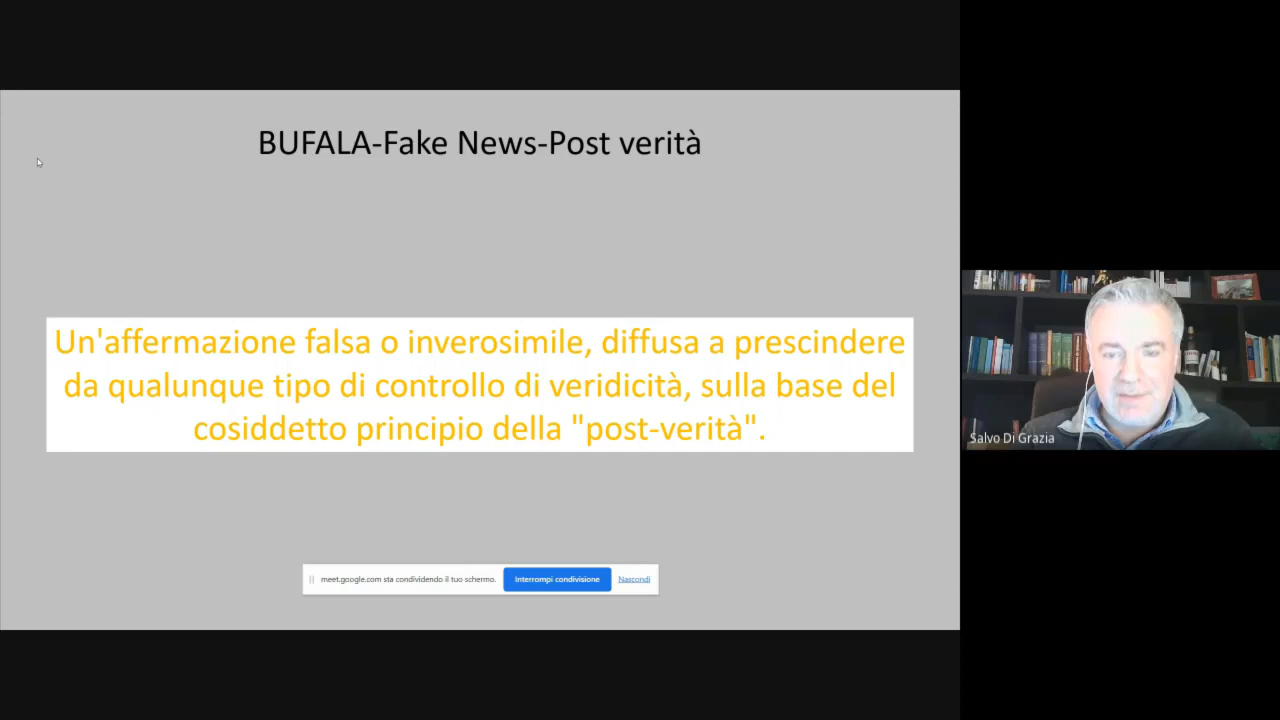 BUFALA-Fake News-Post verità
Un'affermazione falsa o inverosimile, diffusa a prescindere
da qualunque tipo di controllo di veridicità, sulla base del
cosiddetto principio della "post-verità".
meet.google.com sta condividendo il tuo schermo.
Interrompi condivisione
Nascondi
Salvo Di Grazia